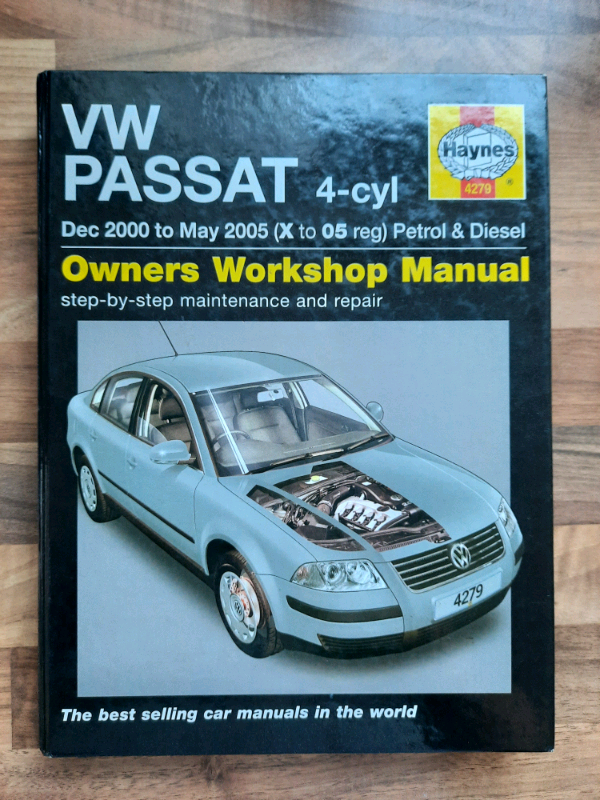 VW
PASSAT 4-cyl
Haynes
4279
®
Dec 2000 to May 2005 (X to 05 reg) Petrol & Diesel
Owners Workshop Manual
step-by-step maintenance and repair
4279
The best selling car manuals in the world